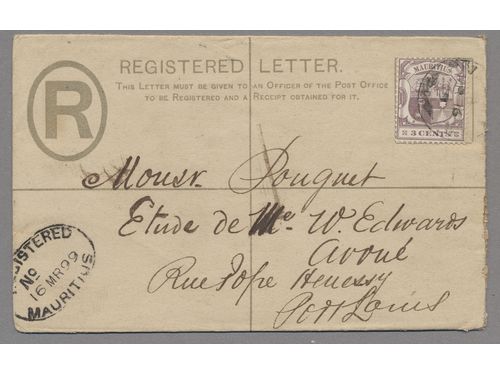 REGISTERED LETTER.
THIS LETTER MUST BE GIVEN TO AN OFFICER OF THE POST OFFICE
TO BE REGISTERED AND A RECEIPT OBTAINED FOR IT.
R
MAURITIUS
3 CENTS
Monsr. Pouguet
Etude de Me. W. Edwards
Avoué
Rue Pope Henessy
Port Louis
REGISTERED
No
16 MR 99
MAURITIUS